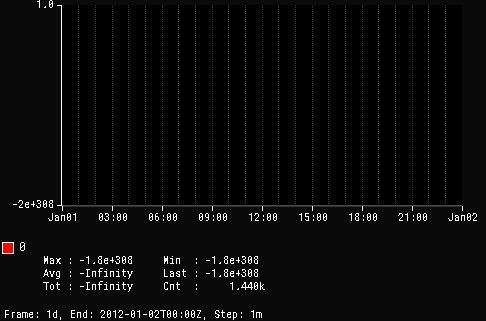 1.0
-2e+308
Jan01 03:00 06:00 09:00 12:00 15:00 18:00 21:00 Jan02
0
Max : -1.8e+308 Min : -1.8e+308
Avg : -Infinity Last : -1.8e+308
Tot : -Infinity Cnt : 1.440k
Frame: 1d, End: 2012-01-02T00:00Z, Step: 1m